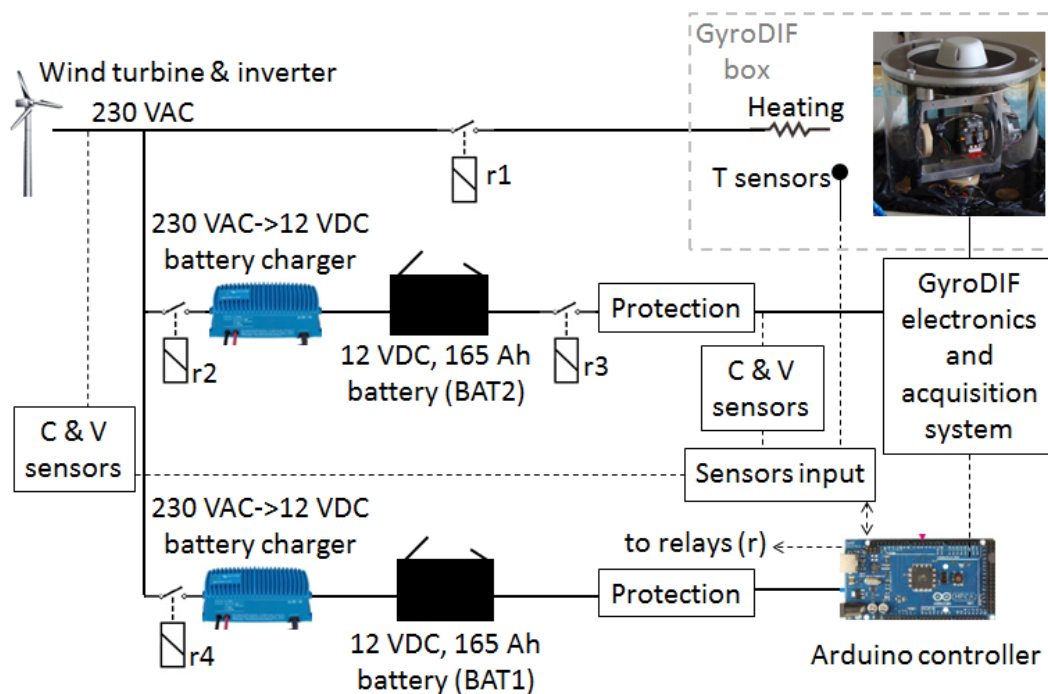 GyroDIF
box
Wind turbine & inverter
230 VAC
Heating
r1
T sensors
230 VAC->12 VDC
battery charger
Protection
GyroDIF
electronics
and
acquisition
system
r2
12 VDC, 165 Ah
battery (BAT2)
r3
C & V
sensors
C & V
sensors
Sensors input
230 VAC->12 VDC
battery charger
to relays (r)
Protection
r4
12 VDC, 165 Ah
battery (BAT1)
Arduino controller